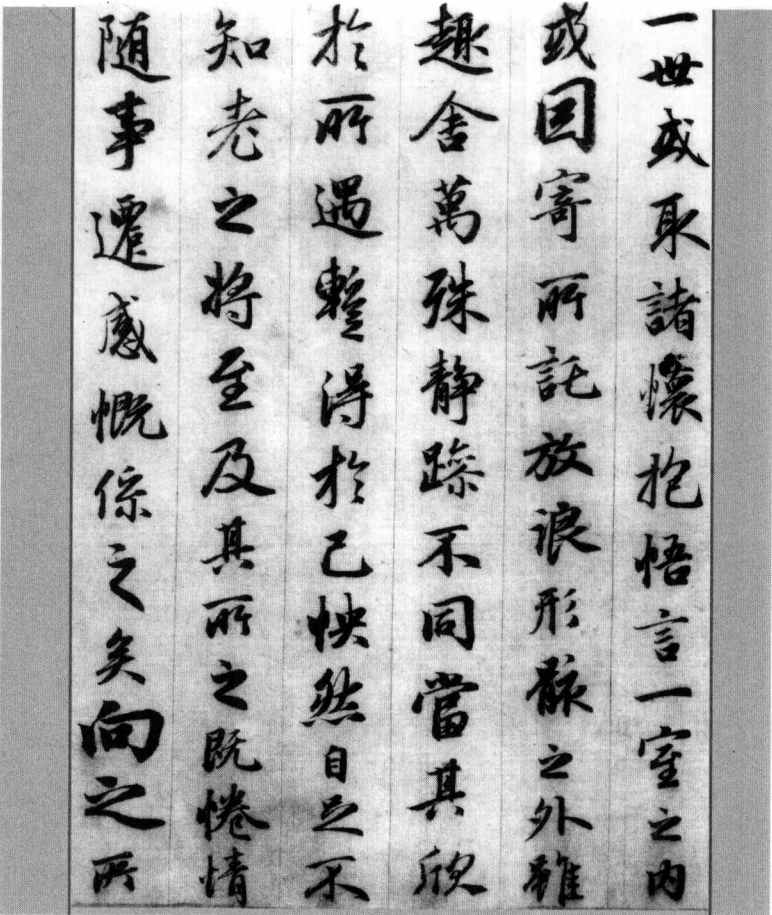 一世或取諸懷抱悟言一室之內
或因寄所託放浪形骸之外雖
趣舍萬殊静躁不同當其欣
於所遇蹔得於己怏然自足不
知老之將至及其所之既惓情
随事遷感慨係之矣向之所